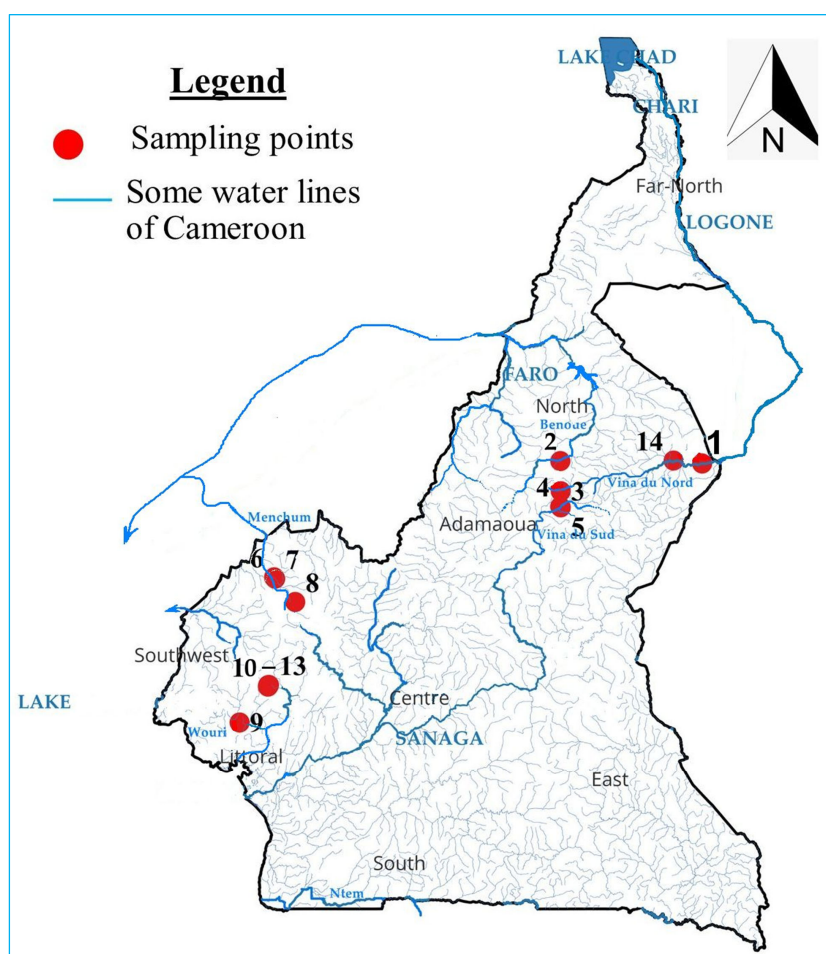 LAKE CHAD
Legend
CHARI
Sampling points
N
Some water lines
of Cameroon
Far-North
LOGONE
FARO
North
Benoue
2
14
1
4
3
Vina du Nord
5
Adamaoua
Vina du Sud
Menchum
6
7
8
Southwest
10 – 13
LAKE
Centre
9
Wouri
SANAGA
Littoral
East
South
Ntem